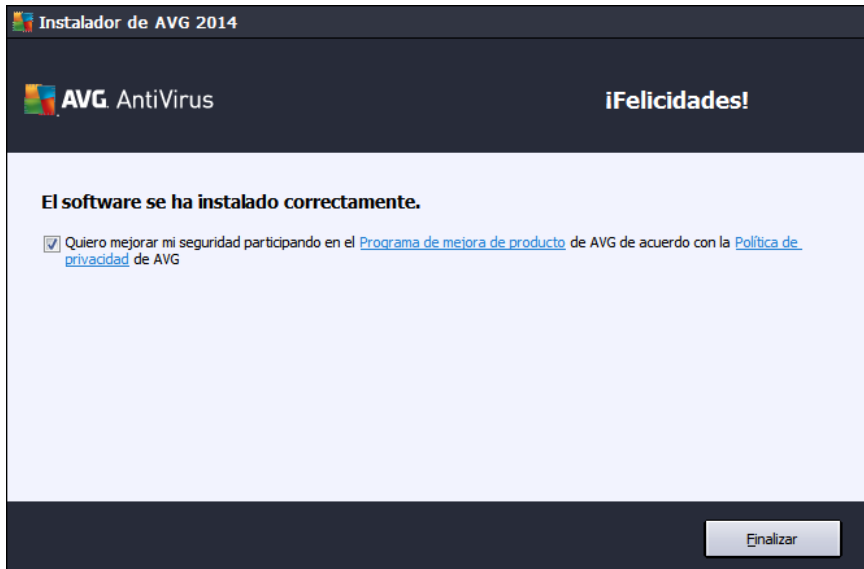 Instalador de AVG 2014
AVG. AntiVirus
¡Felicidades!
El software se ha instalado correctamente.
Quiero mejorar mi seguridad participando en el Programa de mejora de producto de AVG de acuerdo con la Política de
privacidad de AVG
Finalizar